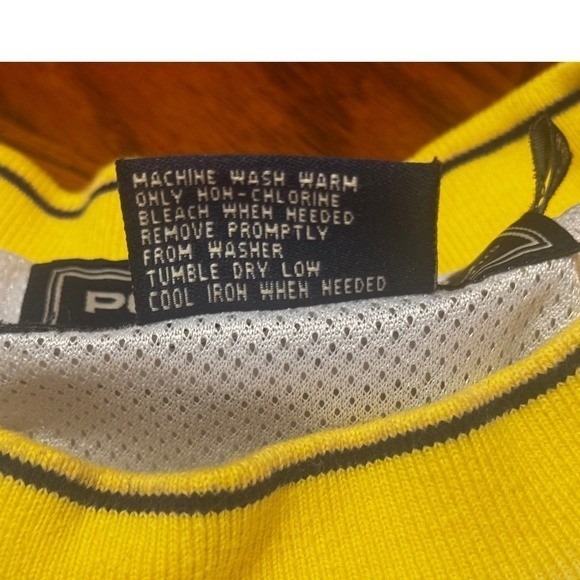 MACHINE WASH WARM
ONLY NON-CHLORINE
BLEACH WHEN NEEDED
REMOVE PROMPTLY
FROM WASHER
TUMBLE DRY LOW
COOL IRON WHEN NEEDED